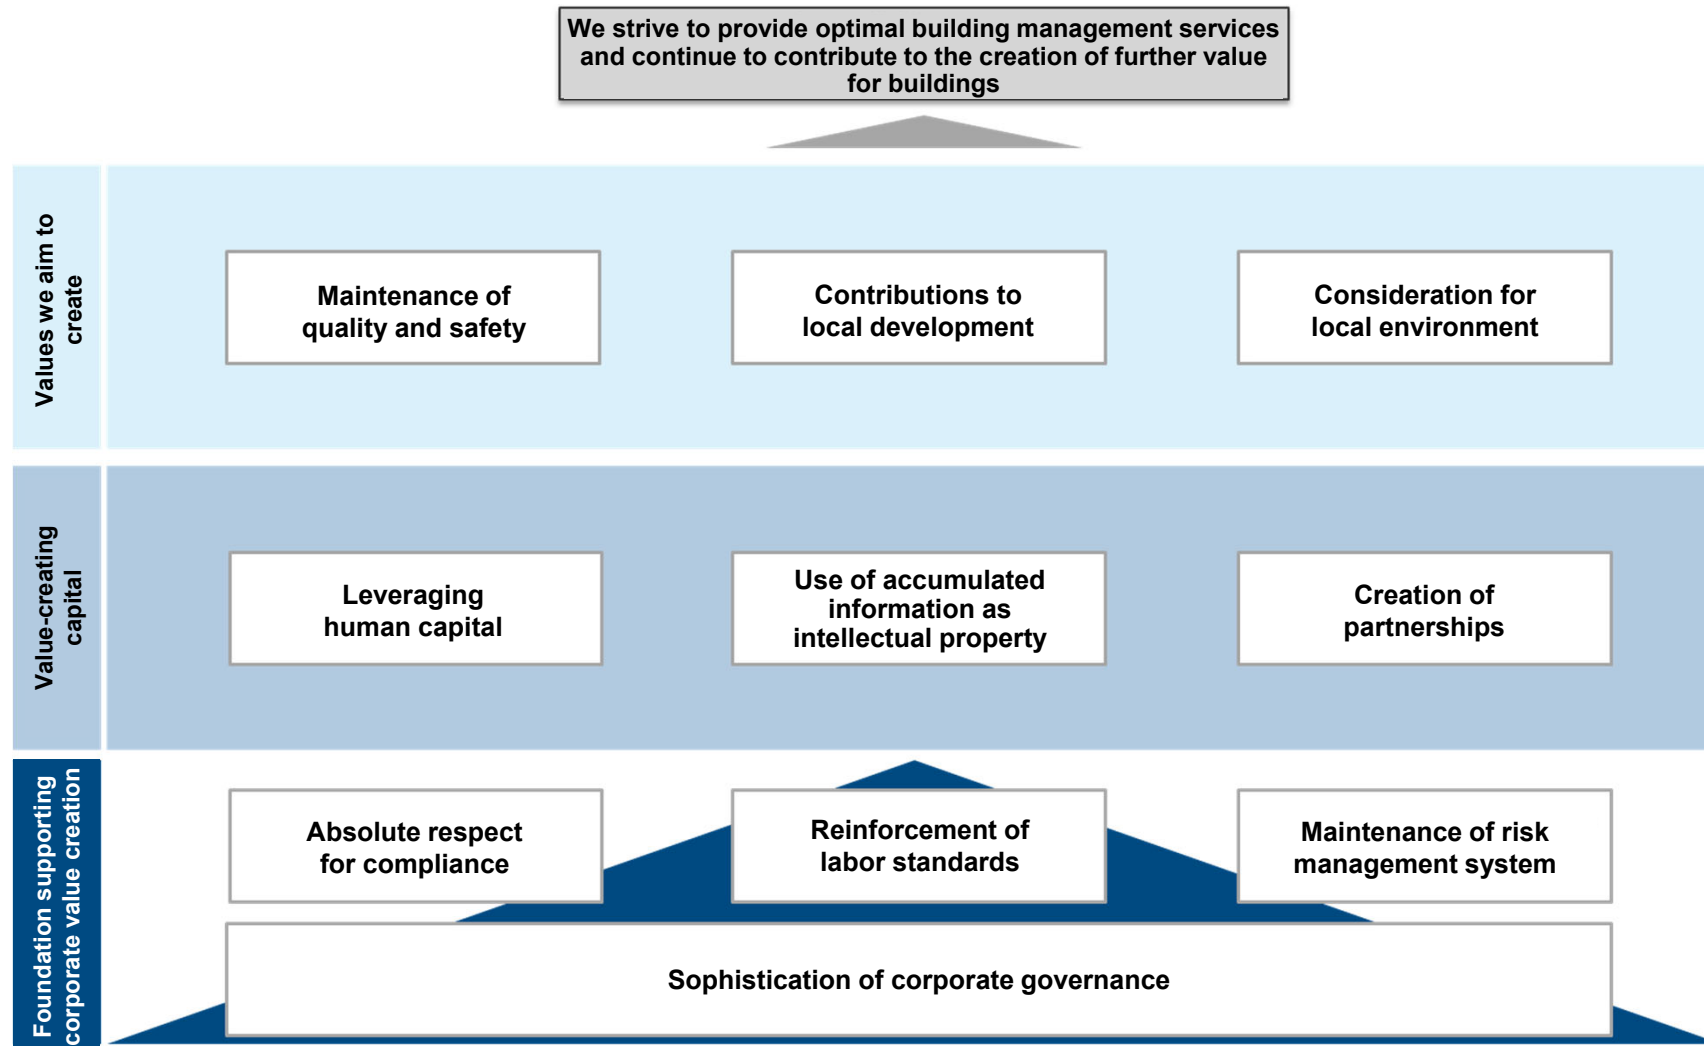 We strive to provide optimal building management services
and continue to contribute to the creation of further value
for buildings
Values we aim to
create
Maintenance of
quality and safety
Contributions to
local development
Consideration for
local environment
Value-creating
capital
Leveraging
human capital
Use of accumulated
information as
intellectual property
Creation of
partnerships
Foundation supporting
corporate value creation
Absolute respect
for compliance
Reinforcement of
labor standards
Maintenance of risk
management system
Sophistication of corporate governance